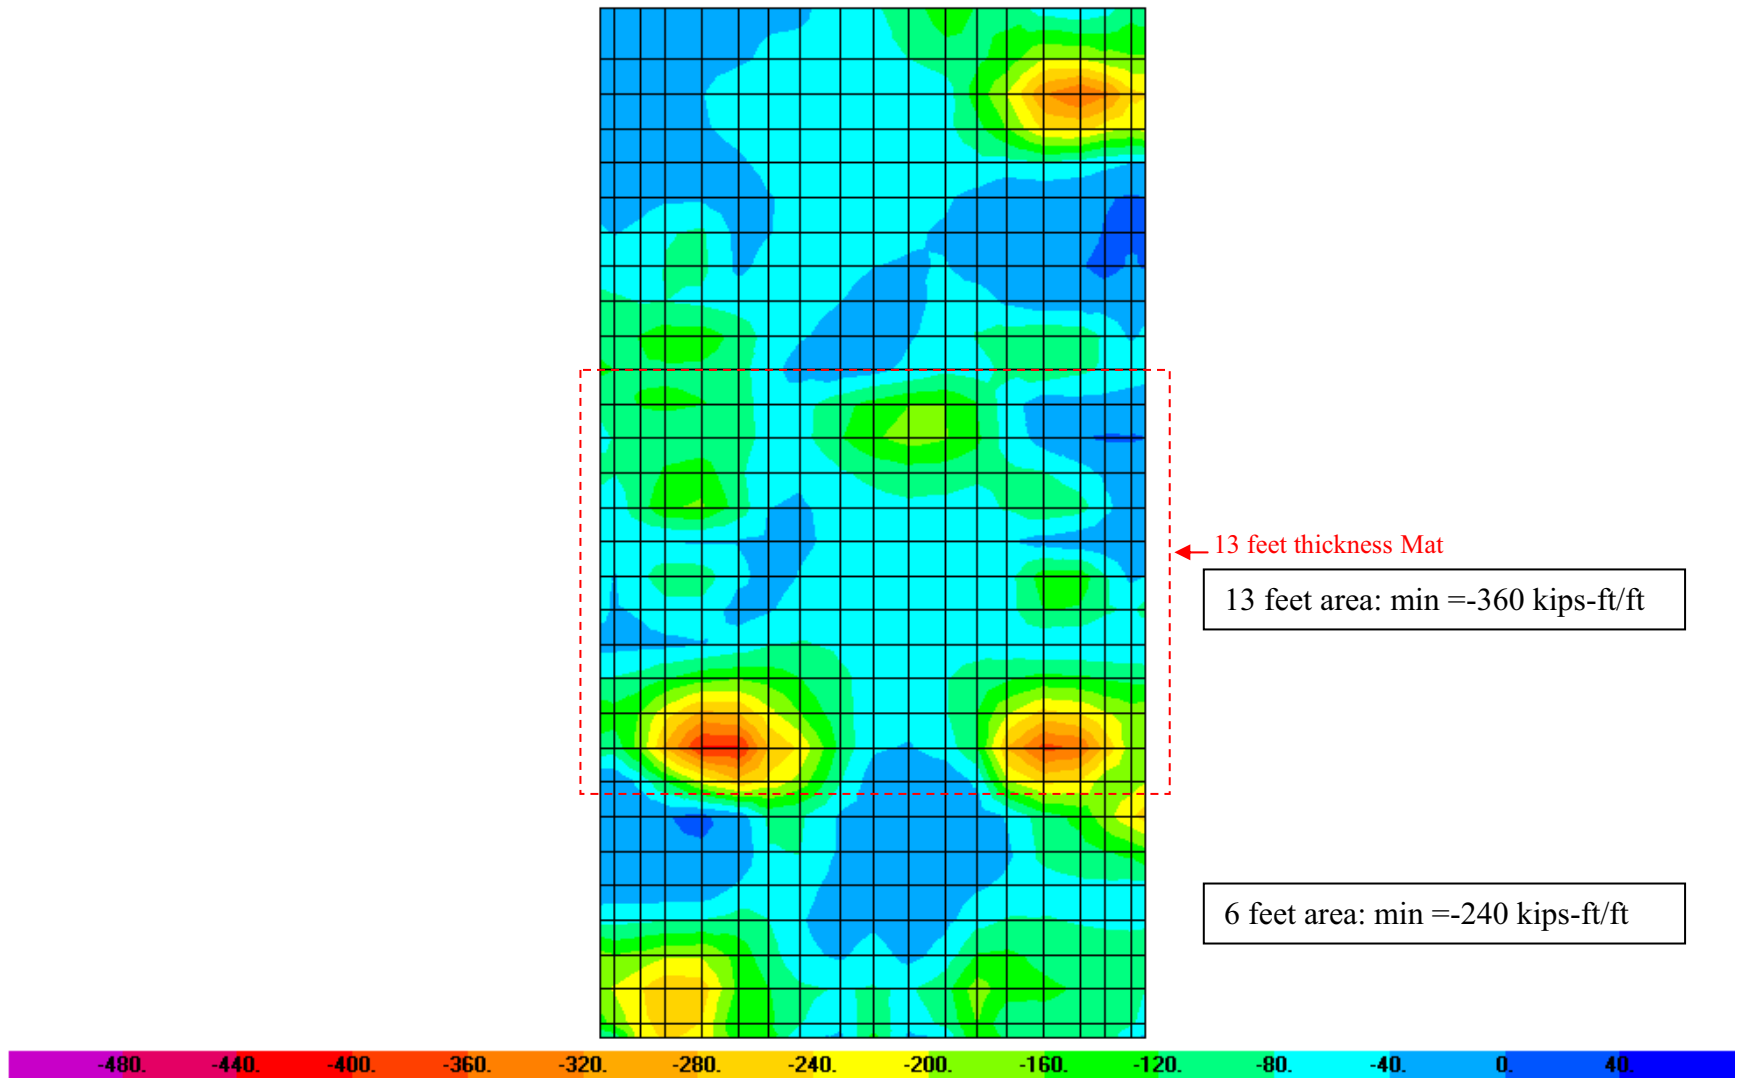 13 feet thickness Mat
13 feet area: min =-360 kips-ft/ft
6 feet area: min =-240 kips-ft/ft
-480. -440. -400. -360. -320. -280. -240. -200. -160. -120. -80. -40. 0. 40.